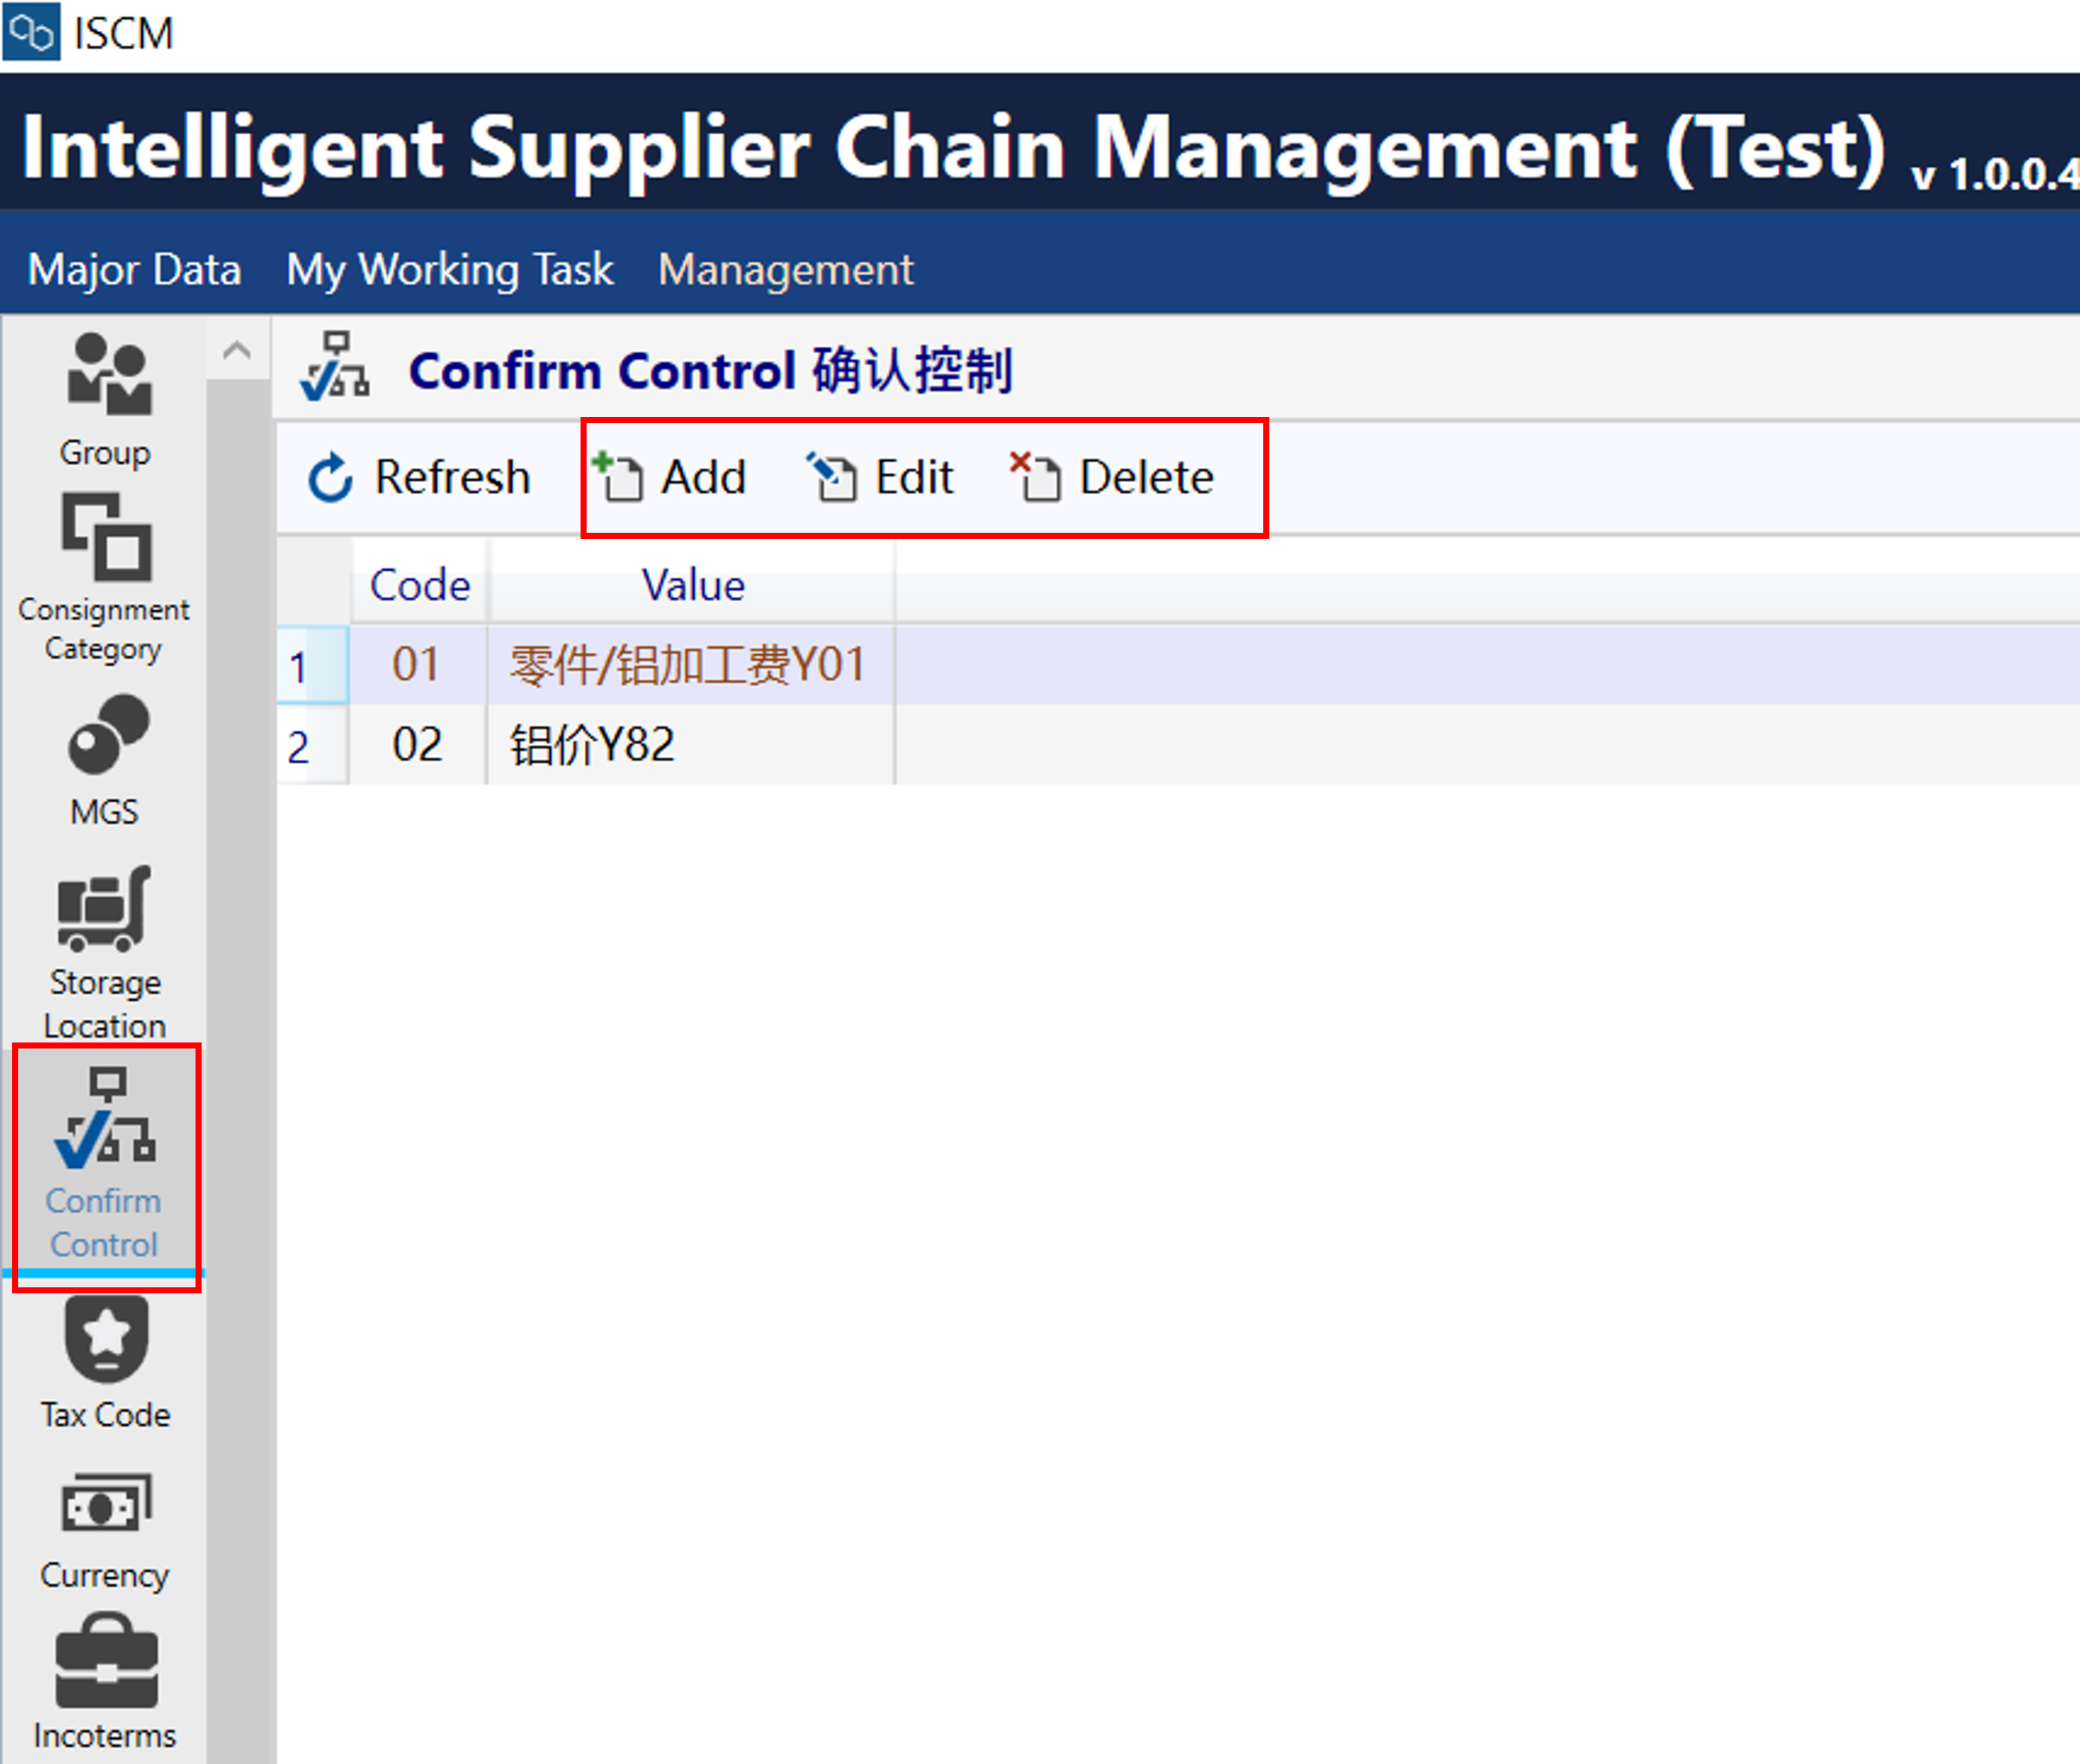 ISCM
Intelligent Supplier Chain Management (Test) v 1.0.0.4
Major Data My Working Task Management
Group
Consignment
Category
MGS
Storage
Location
Confirm
Control
Tax Code
Currency
Incoterms
Confirm Control 确认控制
Refresh Add Edit Delete
Code Value
1 01 零件/铝加工费Y01
2 02 铝价Y82